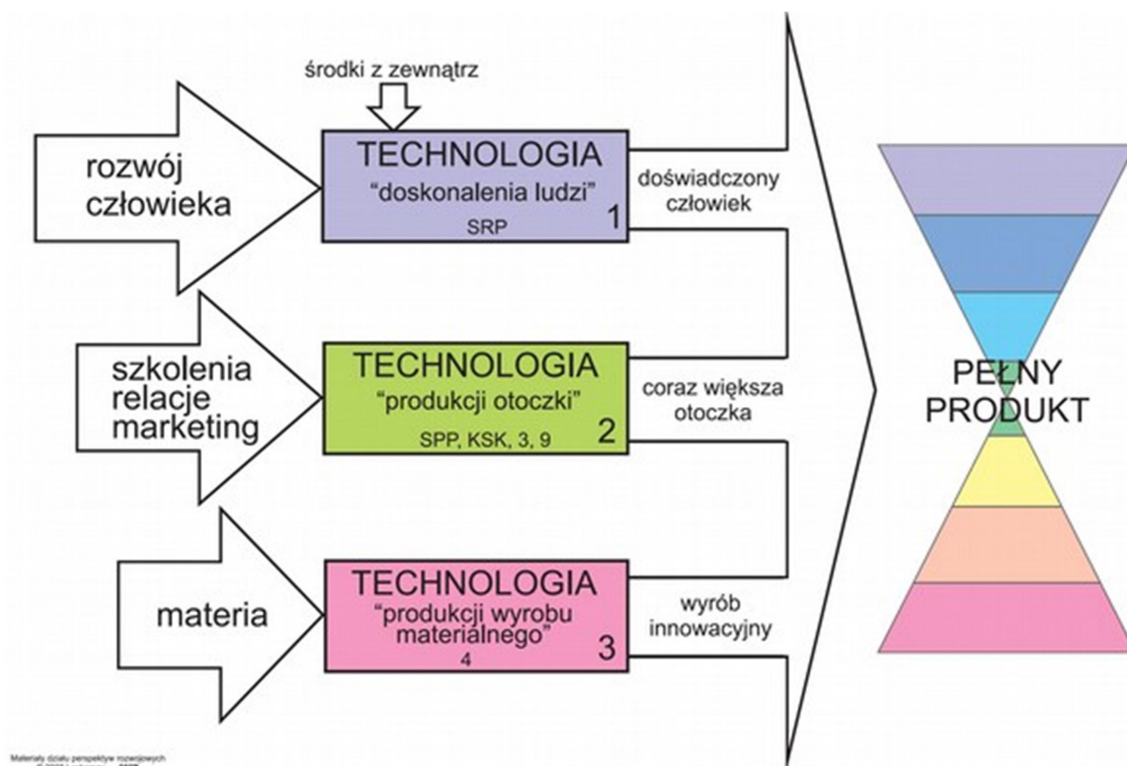 środki z zewnątrz
rozwój
człowieka
TECHNOLOGIA
“doskonalenia ludzi”
SRP
1
doświadczony
człowiek
szkolenia
relacje
marketing
TECHNOLOGIA
“produkcji otoczki”
SPP, KSK, 3, 9
2
coraz większa
otoczka
materia
TECHNOLOGIA
“produkcji wyrobu
materialnego”
4
3
wyrób
innowacyjny
PEŁNY
PRODUKT
Materiały działu perspektyw rozwojowych